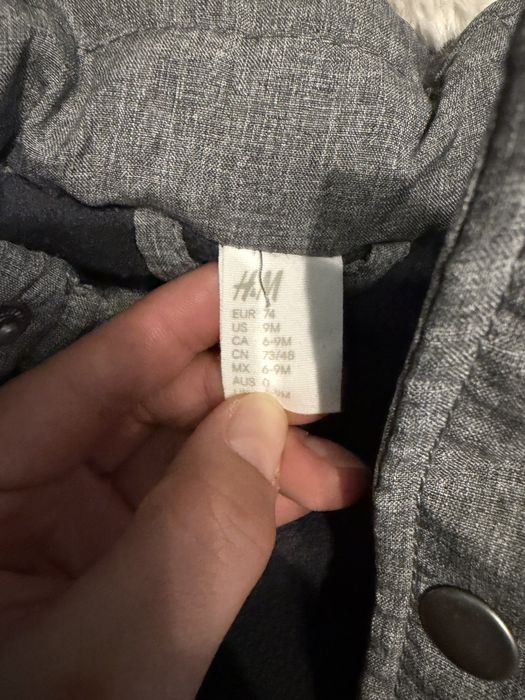 H&M
EUR 74
US 9M
CA 6-9M
CN 73/48
MX 6-9M
AUS 0